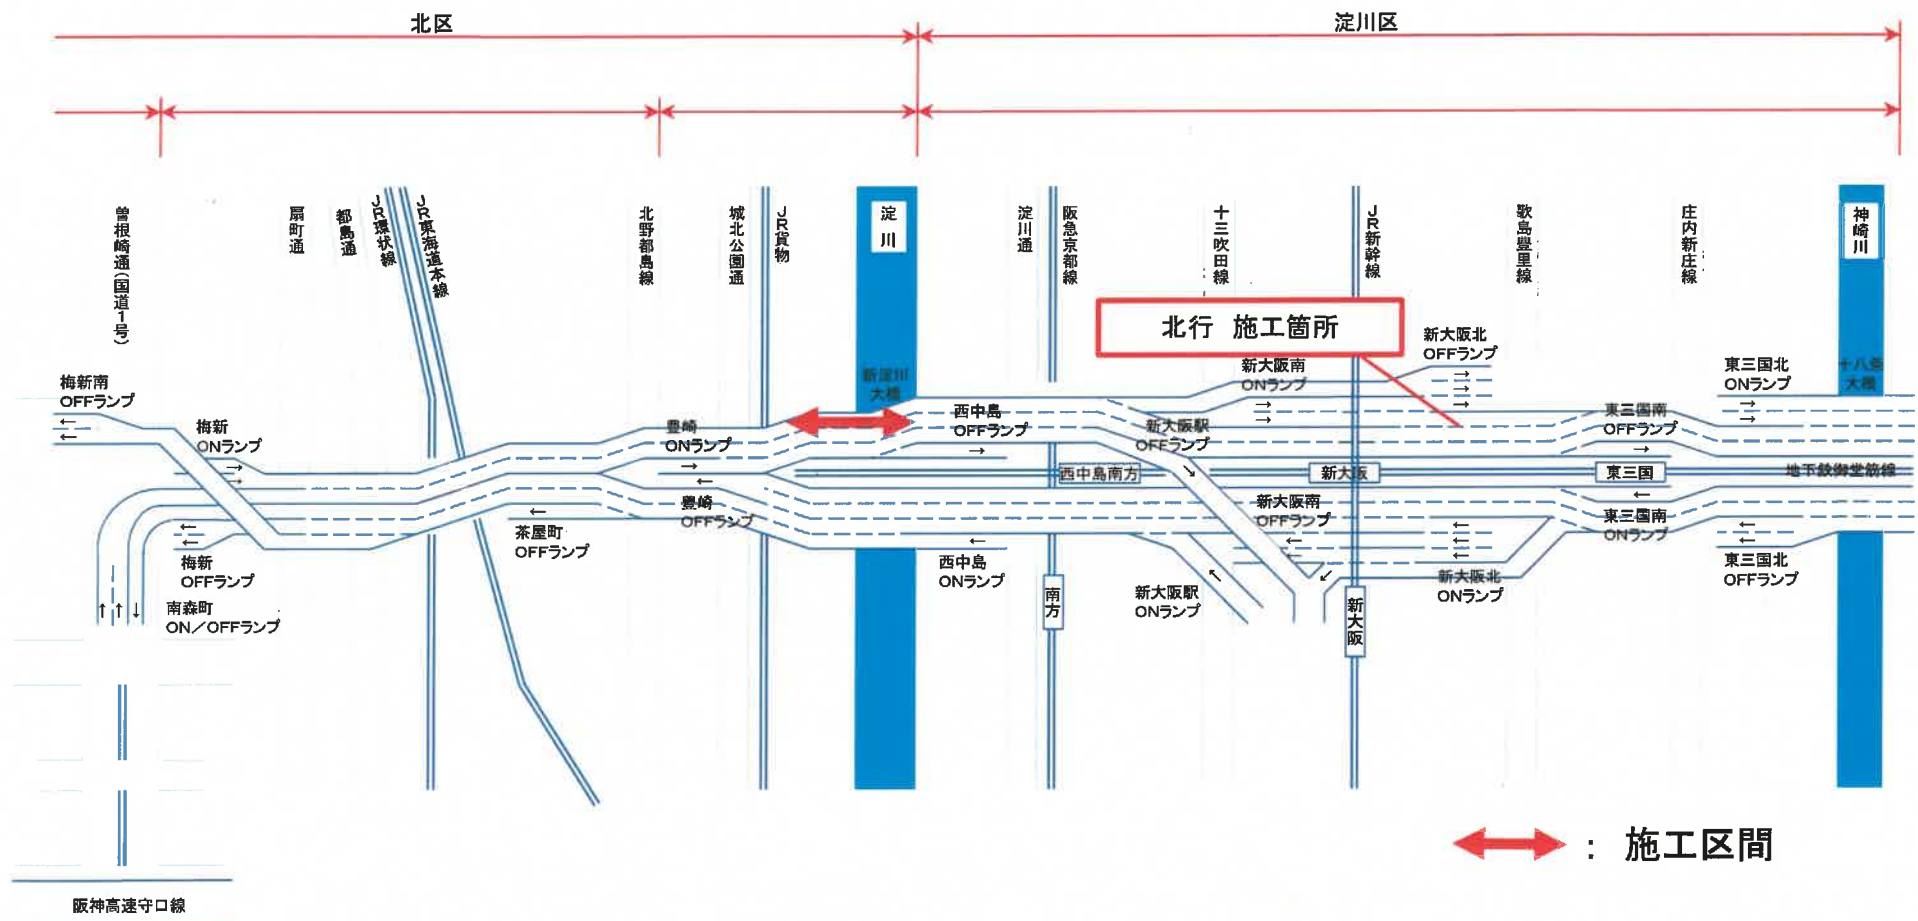 北区
淀川区
曽根崎通(国道1号)
扇町通
都島通
JR環状線
JR東海道本線
北野都島線
城北公園通
JR貨物
淀川
淀川通
阪急京都線
十三吹田線
JR新幹線
歌島豊里線
庄内新庄線
神崎川
北行 施工箇所
新淀川
大橋
十八条
大橋
梅新南
OFFランプ
梅新
ONランプ
豊崎
ONランプ
西中島
OFFランプ
新大阪駅
OFFランプ
新大阪南
ONランプ
新大阪北
OFFランプ
東三国南
OFFランプ
東三国北
ONランプ
西中島南方
新大阪
東三国
地下鉄御堂筋線
梅新
OFFランプ
南森町
ON/OFFランプ
茶屋町
OFFランプ
豊崎
OFFランプ
西中島
ONランプ
南方
新大阪駅
ONランプ
新大阪南
OFFランプ
新大阪
新大阪北
ONランプ
東三国南
ONランプ
東三国北
OFFランプ
: 施工区間
阪神高速守口線